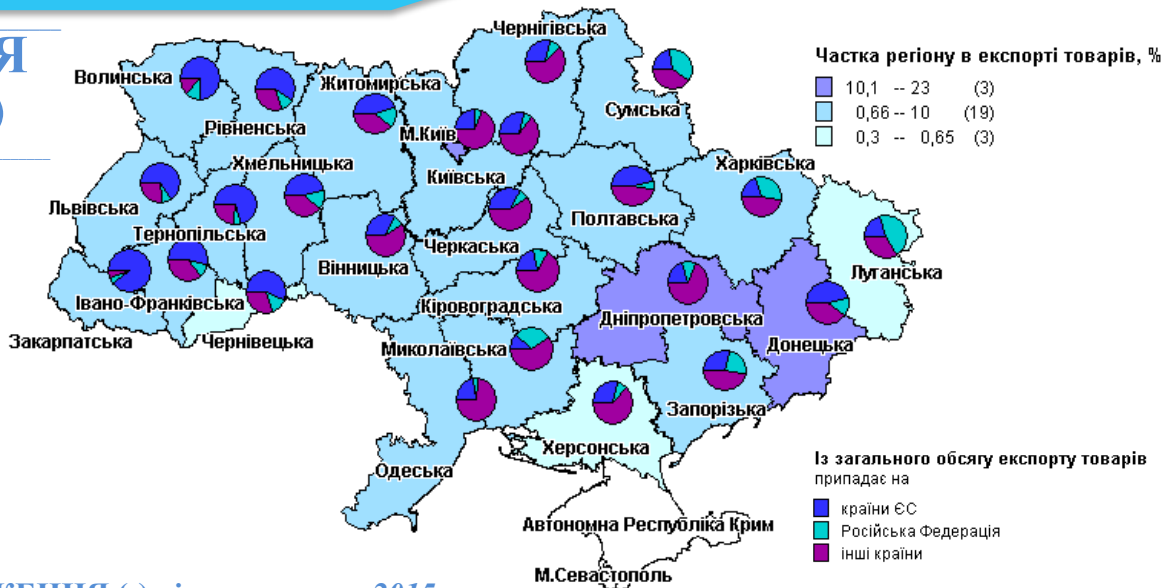 Я
)
Чернігівська
Волинська
Житомирська
Сумська
Рівненська
М.Київ
Хмельницька
Київська
Харківська
Львівська
Полтавська
Тернопільська
Черкаська
Вінницька
Луганська
Івано-Франківська
Кіровоградська
Дніпропетровська
Закарпатська
Чернівецька
Миколаївська
Донецька
Запорізька
Херсонська
Одеська
Автономна Республіка Крим
М.Севастополь
Частка регіону в експорті товарів, %
10,1 -- 23 (3)
0,66 -- 10 (19)
0,3 -- 0,65 (3)
Із загального обсягу експорту товарів
припадає на
країни ЄС
Російська Федерація
інші країни
2015